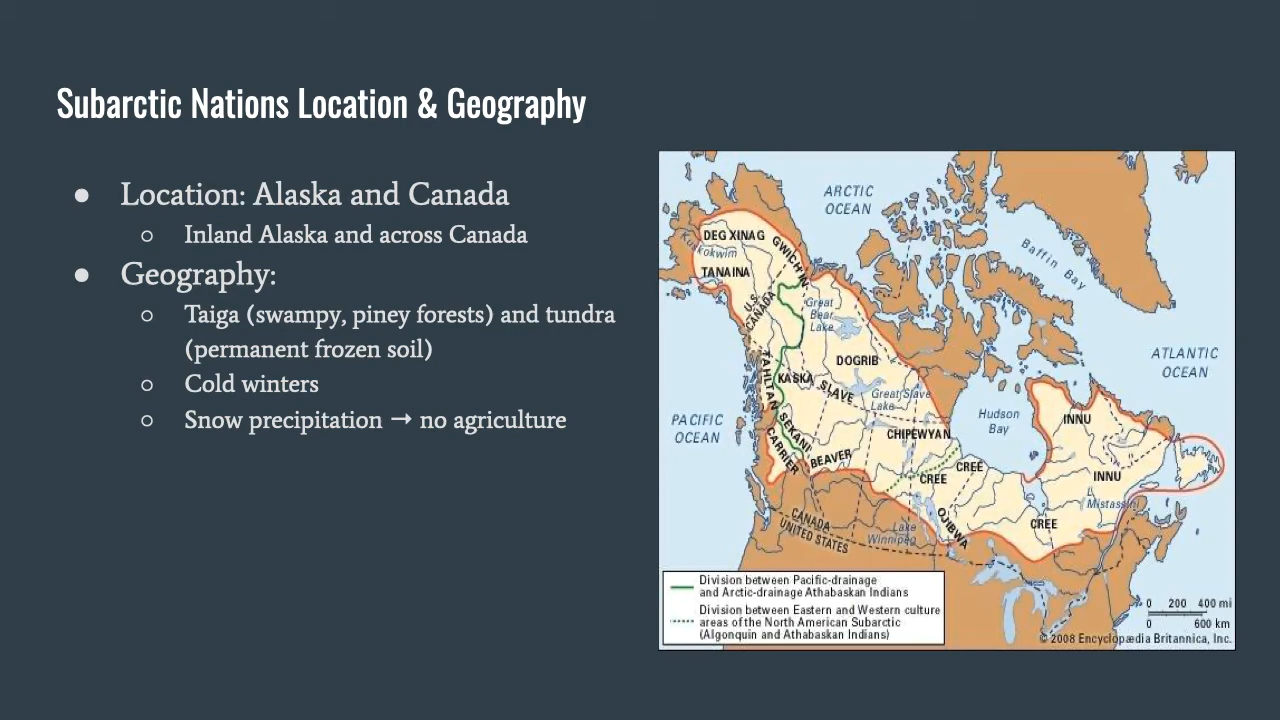 Subarctic Nations Location & Geography
● Location: Alaska and Canada
○ Inland Alaska and across Canada
● Geography:
○ Taiga (swampy, piney forests) and tundra
(permanent frozen soil)
○ Cold winters
○ Snow precipitation → no agriculture
ARCTIC
OCEAN
DEG XINAG
Kuskokwim
GWICH'IN
TANAINA
Baffin Bay
U.S.
CANADA
Great
Bear
Lake
ATLANTIC
OCEAN
DOGRIB
TAHLTAN
KASKA
SLAVE
Great Slave
Lake
PACIFIC
OCEAN
Hudson
Bay
INNU
SEKANI
CHIPEWYAN
CARRIER
BEAVER
CREE
CREE
INNU
L.
Mistassini
OJIBWA
CREE
CANADA
UNITED STATES
Lake
Winnipeg
Division between Pacific-drainage
and Arctic-drainage Athabaskan Indians
Division between Eastern and Western culture
areas of the North American Subarctic
(Algonquin and Athabaskan Indians)
0 200 400 mi
0 600 km
© 2008 Encyclopædia Britannica, Inc.